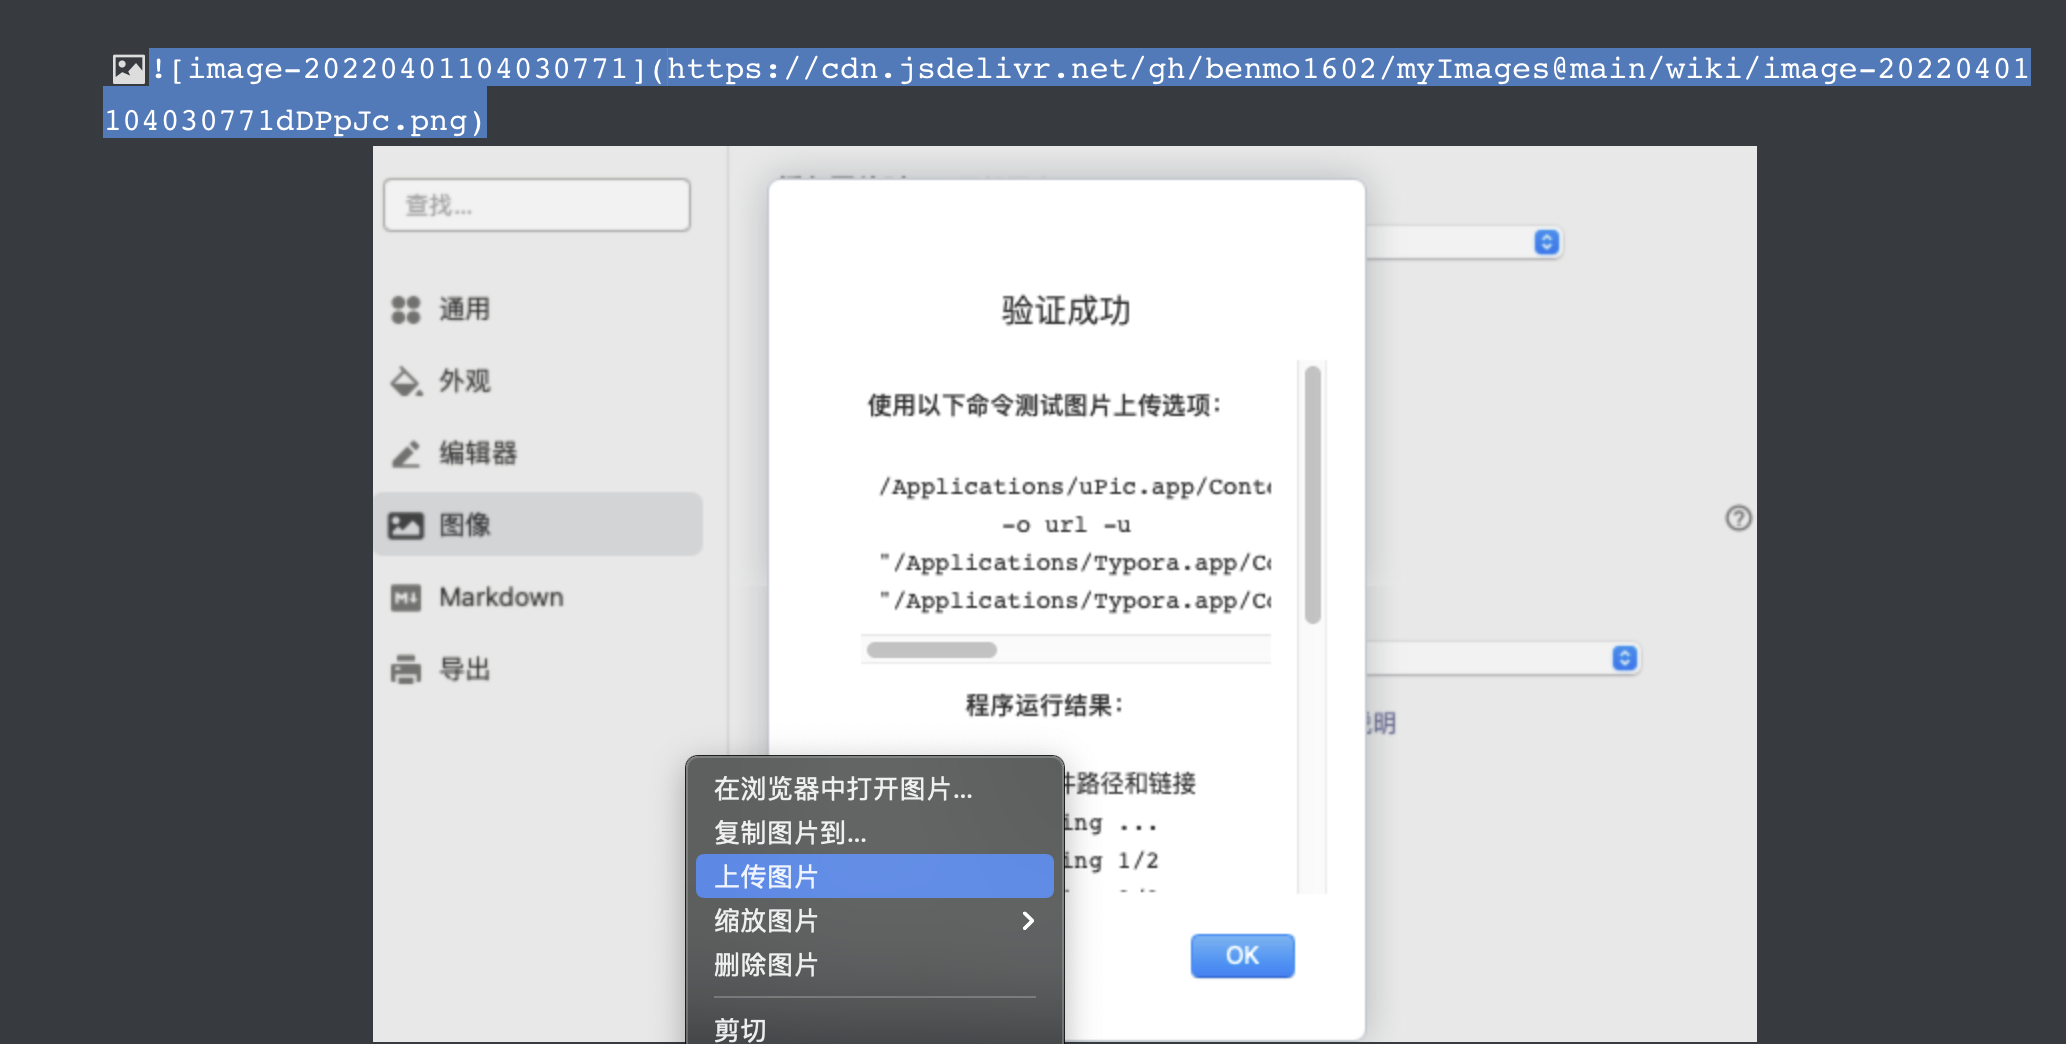 ![image-20220401104030771](https://cdn.jsdelivr.net/gh/benmo1602/myImages@main/wiki/image-20220401
104030771dDPpJc.png)
查找...
通用
外观
编辑器
图像
Markdown
导出
验证成功
使用以下命令测试图片上传选项：
/Applications/uPic.app/Conte
-o url -u
"/Applications/Typora.app/Co
"/Applications/Typora.app/Co
程序运行结果：
件路径和链接
ing ...
ing 1/2
OK
说明
在浏览器中打开图片...
复制图片到...
上传图片
缩放图片
删除图片
剪切